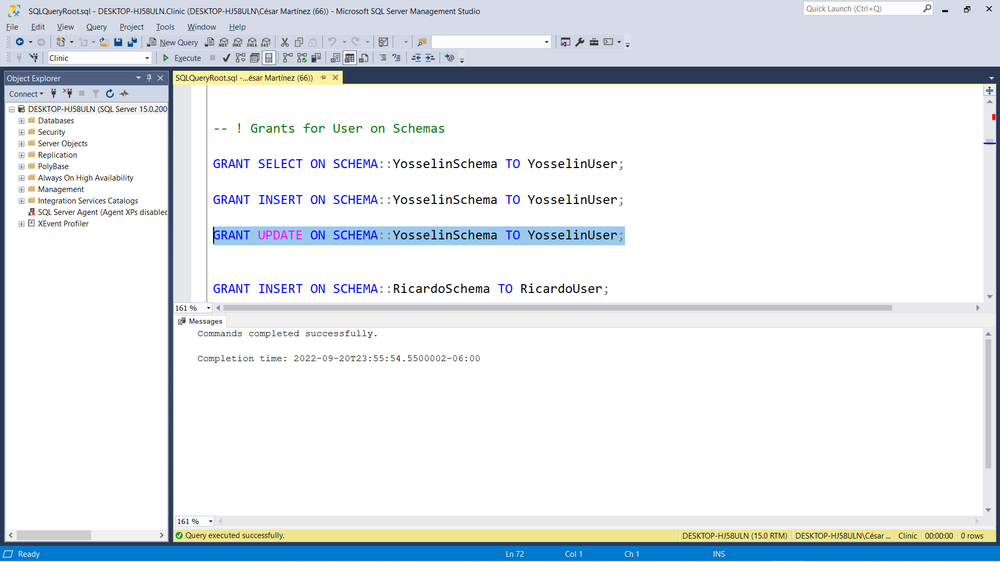 SQLQueryRoot.sql - DESKTOP-HJ58ULN.Clinic (DESKTOP-HJ58ULN\César Martínez (66)) - Microsoft SQL Server Management Studio
Quick Launch (Ctrl+Q)
File Edit View Query Project Tools Window Help
New Query MDX DMX XMLA DAX
Clinic Execute
Object Explorer
Connect
DESKTOP-HJ58ULN (SQL Server 15.0.200
Databases
Security
Server Objects
Replication
PolyBase
Always On High Availability
Management
Integration Services Catalogs
SQL Server Agent (Agent XPs disabled
XEvent Profiler
SQLQueryRoot.sql -...ésar Martínez (66))
-- ! Grants for User on Schemas
GRANT SELECT ON SCHEMA::YosselinSchema TO YosselinUser;
GRANT INSERT ON SCHEMA::YosselinSchema TO YosselinUser;
GRANT UPDATE ON SCHEMA::YosselinSchema TO YosselinUser;
GRANT INSERT ON SCHEMA::RicardoSchema TO RicardoUser;
161 %
Messages
Commands completed successfully.
Completion time: 2022-09-20T23:55:54.5500002-06:00
161 %
Query executed successfully. DESKTOP-HJ58ULN (15.0 RTM) DESKTOP-HJ58ULN\César ... Clinic 00:00:00 0 rows
Ready Ln 72 Col 1 Ch 1 INS